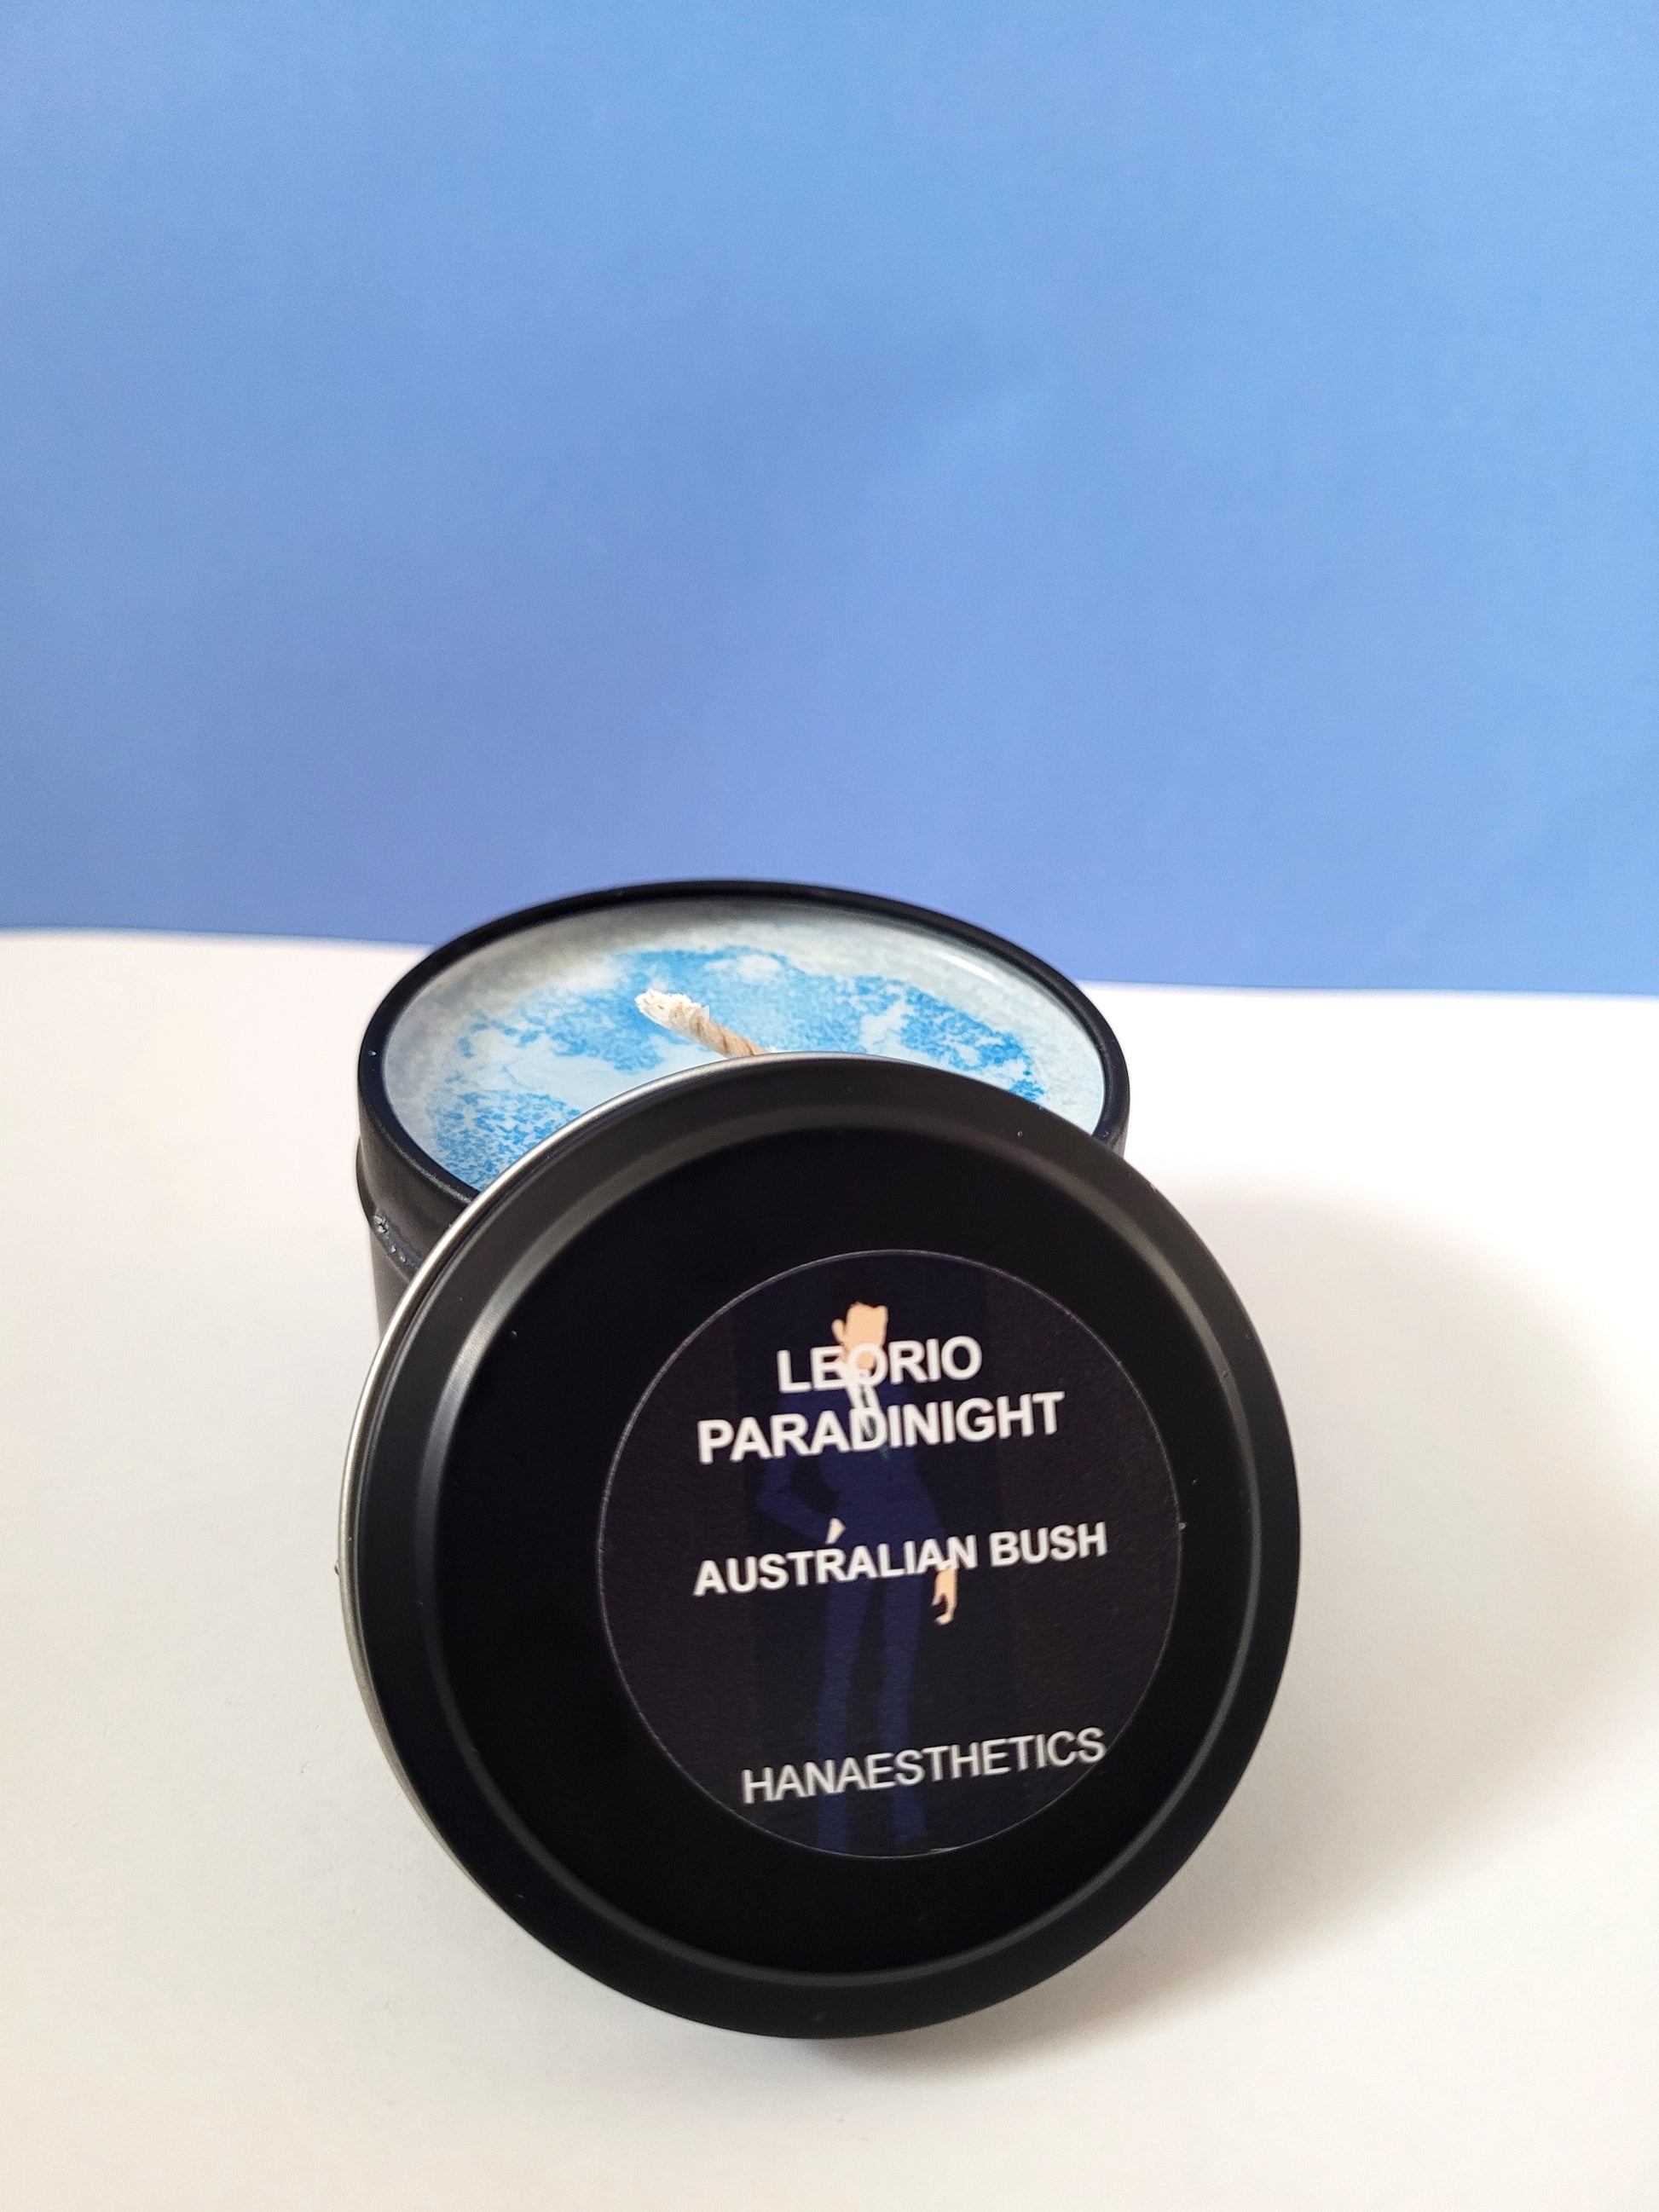 LEORIO
PARADINIGHT
AUSTRALIAN BUSH
HANAESTHETICS